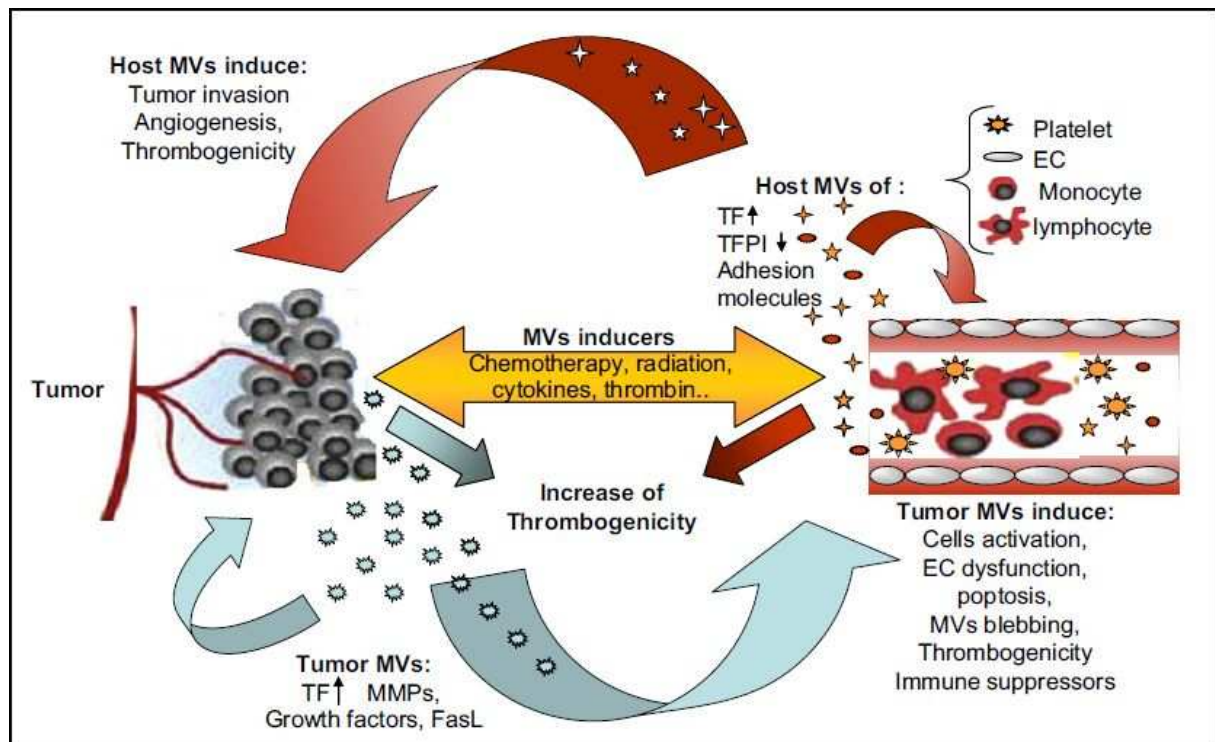 Host MVs induce:
Tumor invasion
Angiogenesis,
Thrombogenicity
Platelet
EC
Monocyte
lymphocyte
Host MVs of :
TF
TFPI
Adhesion
molecules
MVs inducers
Chemotherapy, radiation,
cytokines, thrombin..
Tumor
Increase of
Thrombogenicity
Tumor MVs induce:
Cells activation,
EC dysfunction,
poptosis,
MVs blebbing,
Thrombogenicity
Immune suppressors
Tumor MVs:
TF MMPs,
Growth factors, FasL